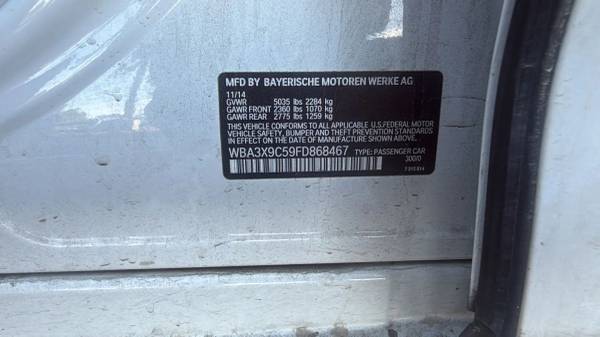 MFD BY BAYERISCHE MOTOREN WERKE AG
11/14
GVWR 5035 lbs 2284 kg
GAWR FRONT 2360 lbs 1070 kg
GAWR REAR 2775 lbs 1259 kg
THIS VEHICLE CONFORMS TO ALL APPLICABLE U.S.FEDERAL MOTOR
VEHICLE SAFETY, BUMPER AND THEFT PREVENTION STANDARDS
IN EFFECT ON THE DATE OF MANUFACTURE SHOWN ABOVE.
WBA3X9C59FD868467 TYPE: PASSENGER CAR
300/0